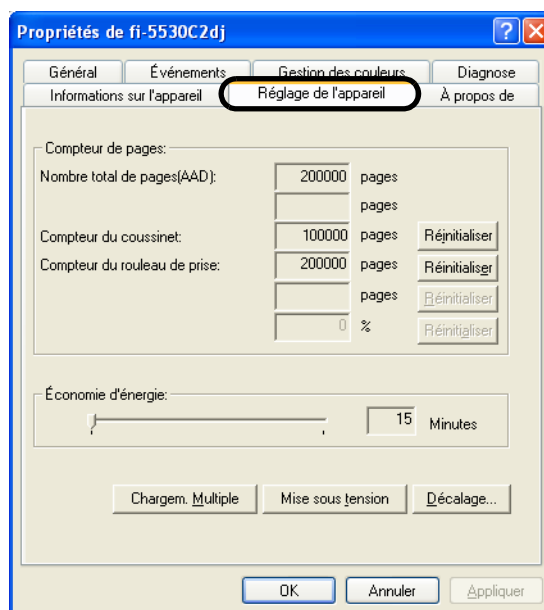 Propriétés de fi-5530C2dj
Général Événements Gestion des couleurs Diagnose
Informations sur l'appareil Réglage de l'appareil À propos de
Compteur de pages:
Nombre total de pages(AAD): 200000 pages
pages
Compteur du coussinet: 100000 pages Réinitialiser
Compteur du rouleau de prise: 200000 pages Réinitialiser
pages Réinitialiser
0 % Réinitialiser
Économie d'énergie:
15 Minutes
Chargem. Multiple Mise sous tension Décalage...
OK Annuler Appliquer